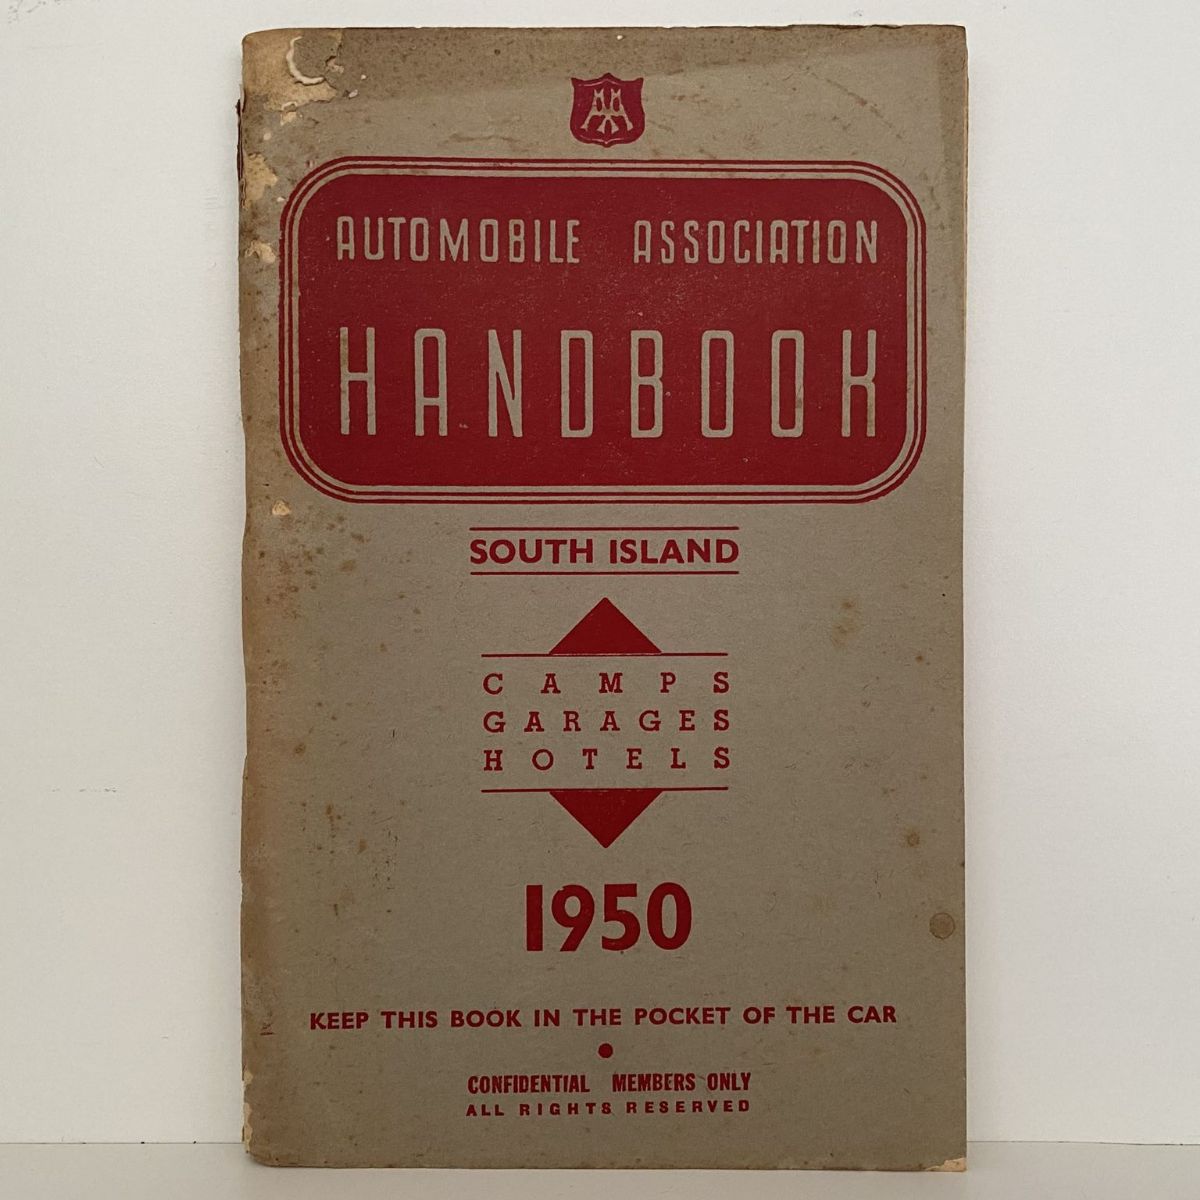 AA
AUTOMOBILE ASSOCIATION
HANDBOOK
SOUTH ISLAND
CAMPS
GARAGES
HOTELS
1950
KEEP THIS BOOK IN THE POCKET OF THE CAR
CONFIDENTIAL MEMBERS ONLY
ALL RIGHTS RESERVED